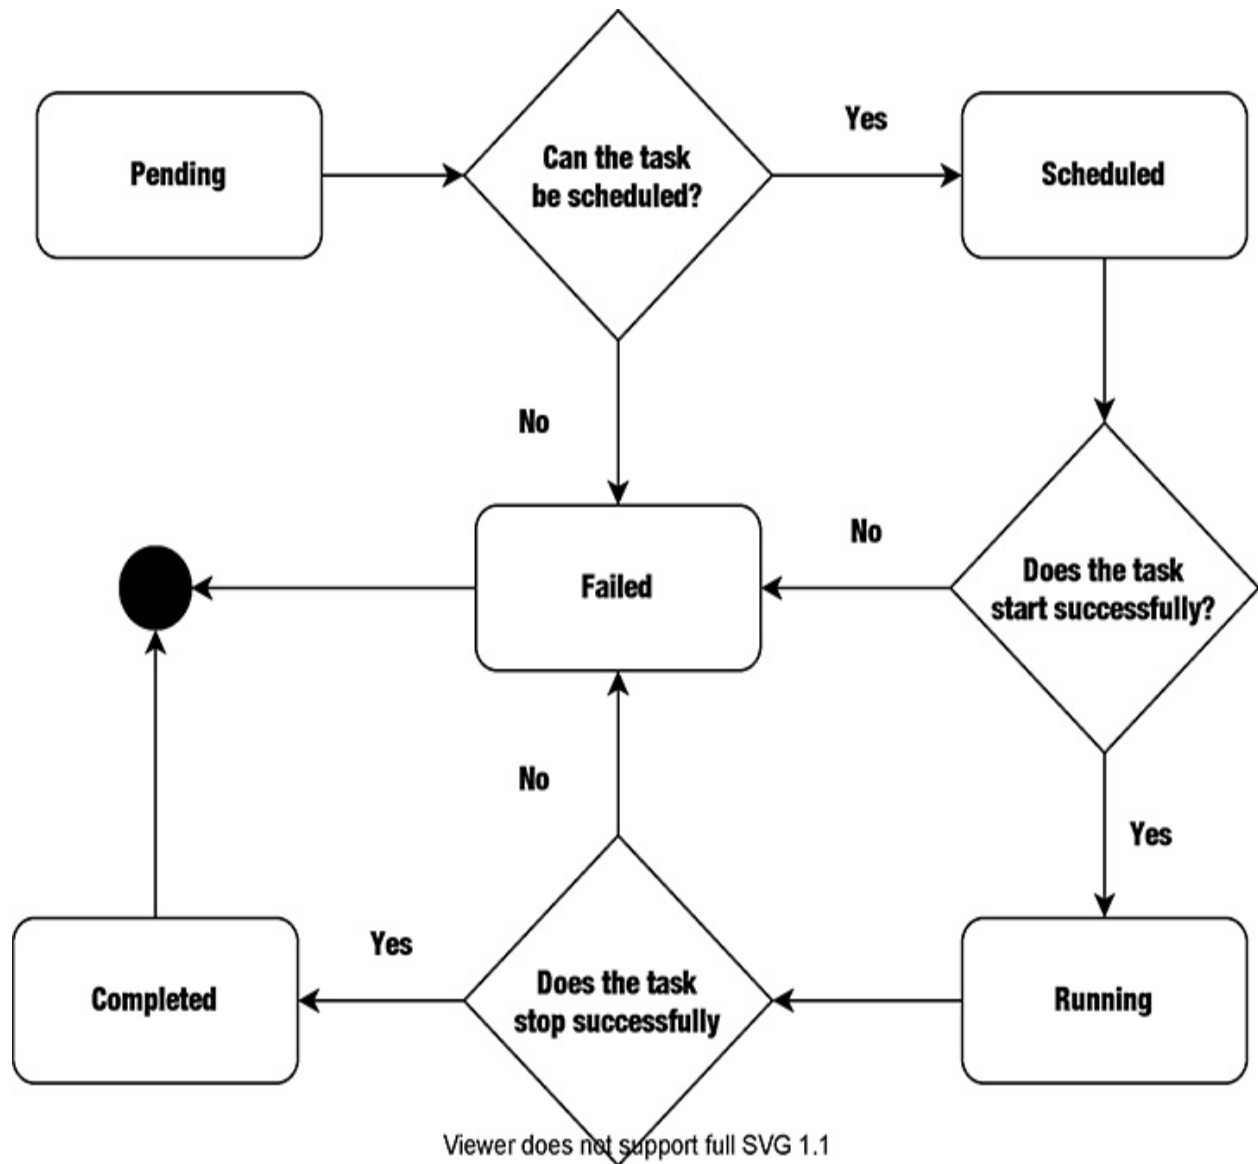 Pending
Can the task
be scheduled?
Yes
Scheduled
No
Failed
No
Does the task
start successfully?
No
Yes
Completed
Yes
Does the task
stop successfully
Running
Viewer does not support full SVG 1.1